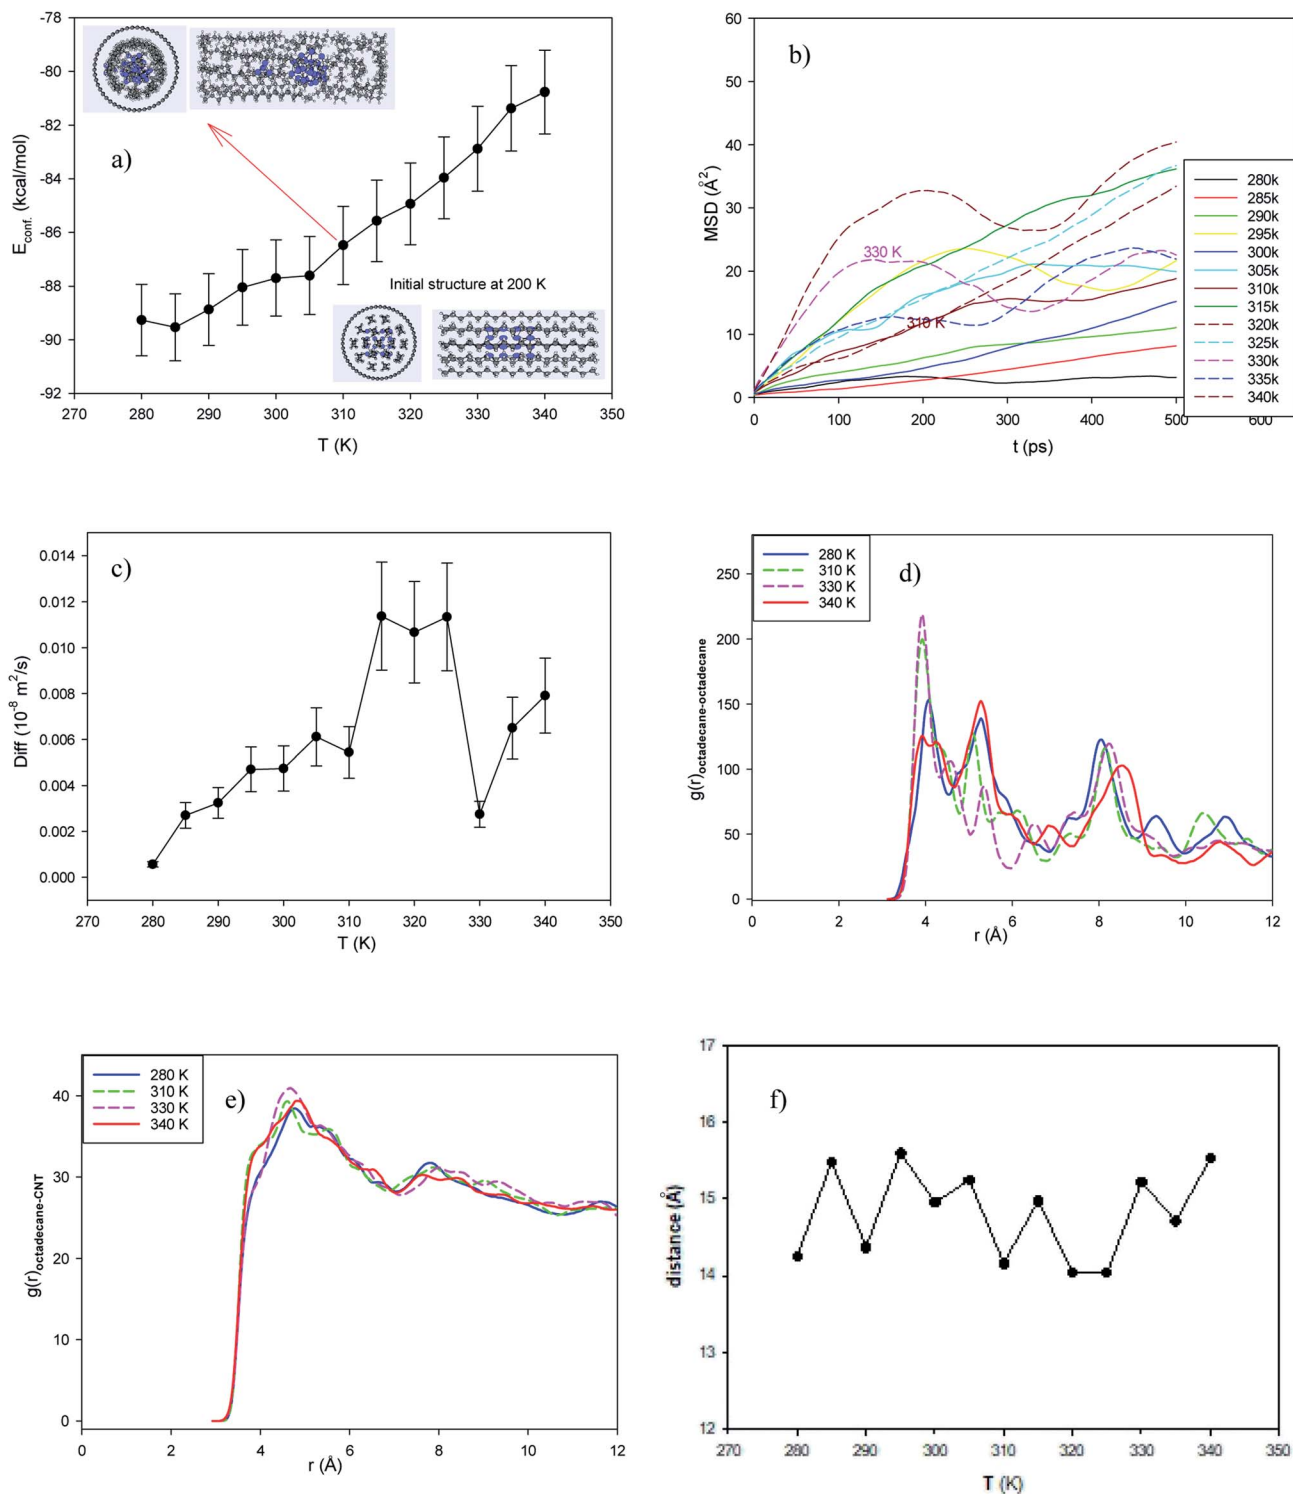 -78
-80
-82
-84
-86
-88
-90
-92
E_conf. (kcal/mol)
a)
Initial structure at 200 K
270 280 290 300 310 320 330 340 350
T (K)
60
50
40
30
20
10
0
MSD (Å²)
b)
330 K
310 K
280k
285k
290k
295k
300k
305k
310k
315k
320k
325k
330k
335k
340k
0 100 200 300 400 500 600
t (ps)
0.014
0.012
0.010
0.008
0.006
0.004
0.002
0.000
Diff (10⁻⁸ m²/s)
c)
270 280 290 300 310 320 330 340 350
T (K)
280 K
310 K
330 K
340 K
d)
250
200
150
100
50
0
g(r)octadecane-octadecane
0 2 4 6 8 10 12
r (Å)
280 K
310 K
330 K
340 K
e)
40
30
20
10
0
g(r)octadecane-CNT
0 2 4 6 8 10 12
r (Å)
17
16
15
14
13
12
distance (Å)
f)
270 280 290 300 310 320 330 340 350
T (K)